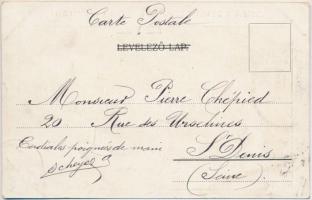 Carte Postale
LEVELEZŐ-LAP.
Monsieur Pierre Chépied
20 Rue des Ursulines
St Denis
(Seine)
Cordiales poignées de main